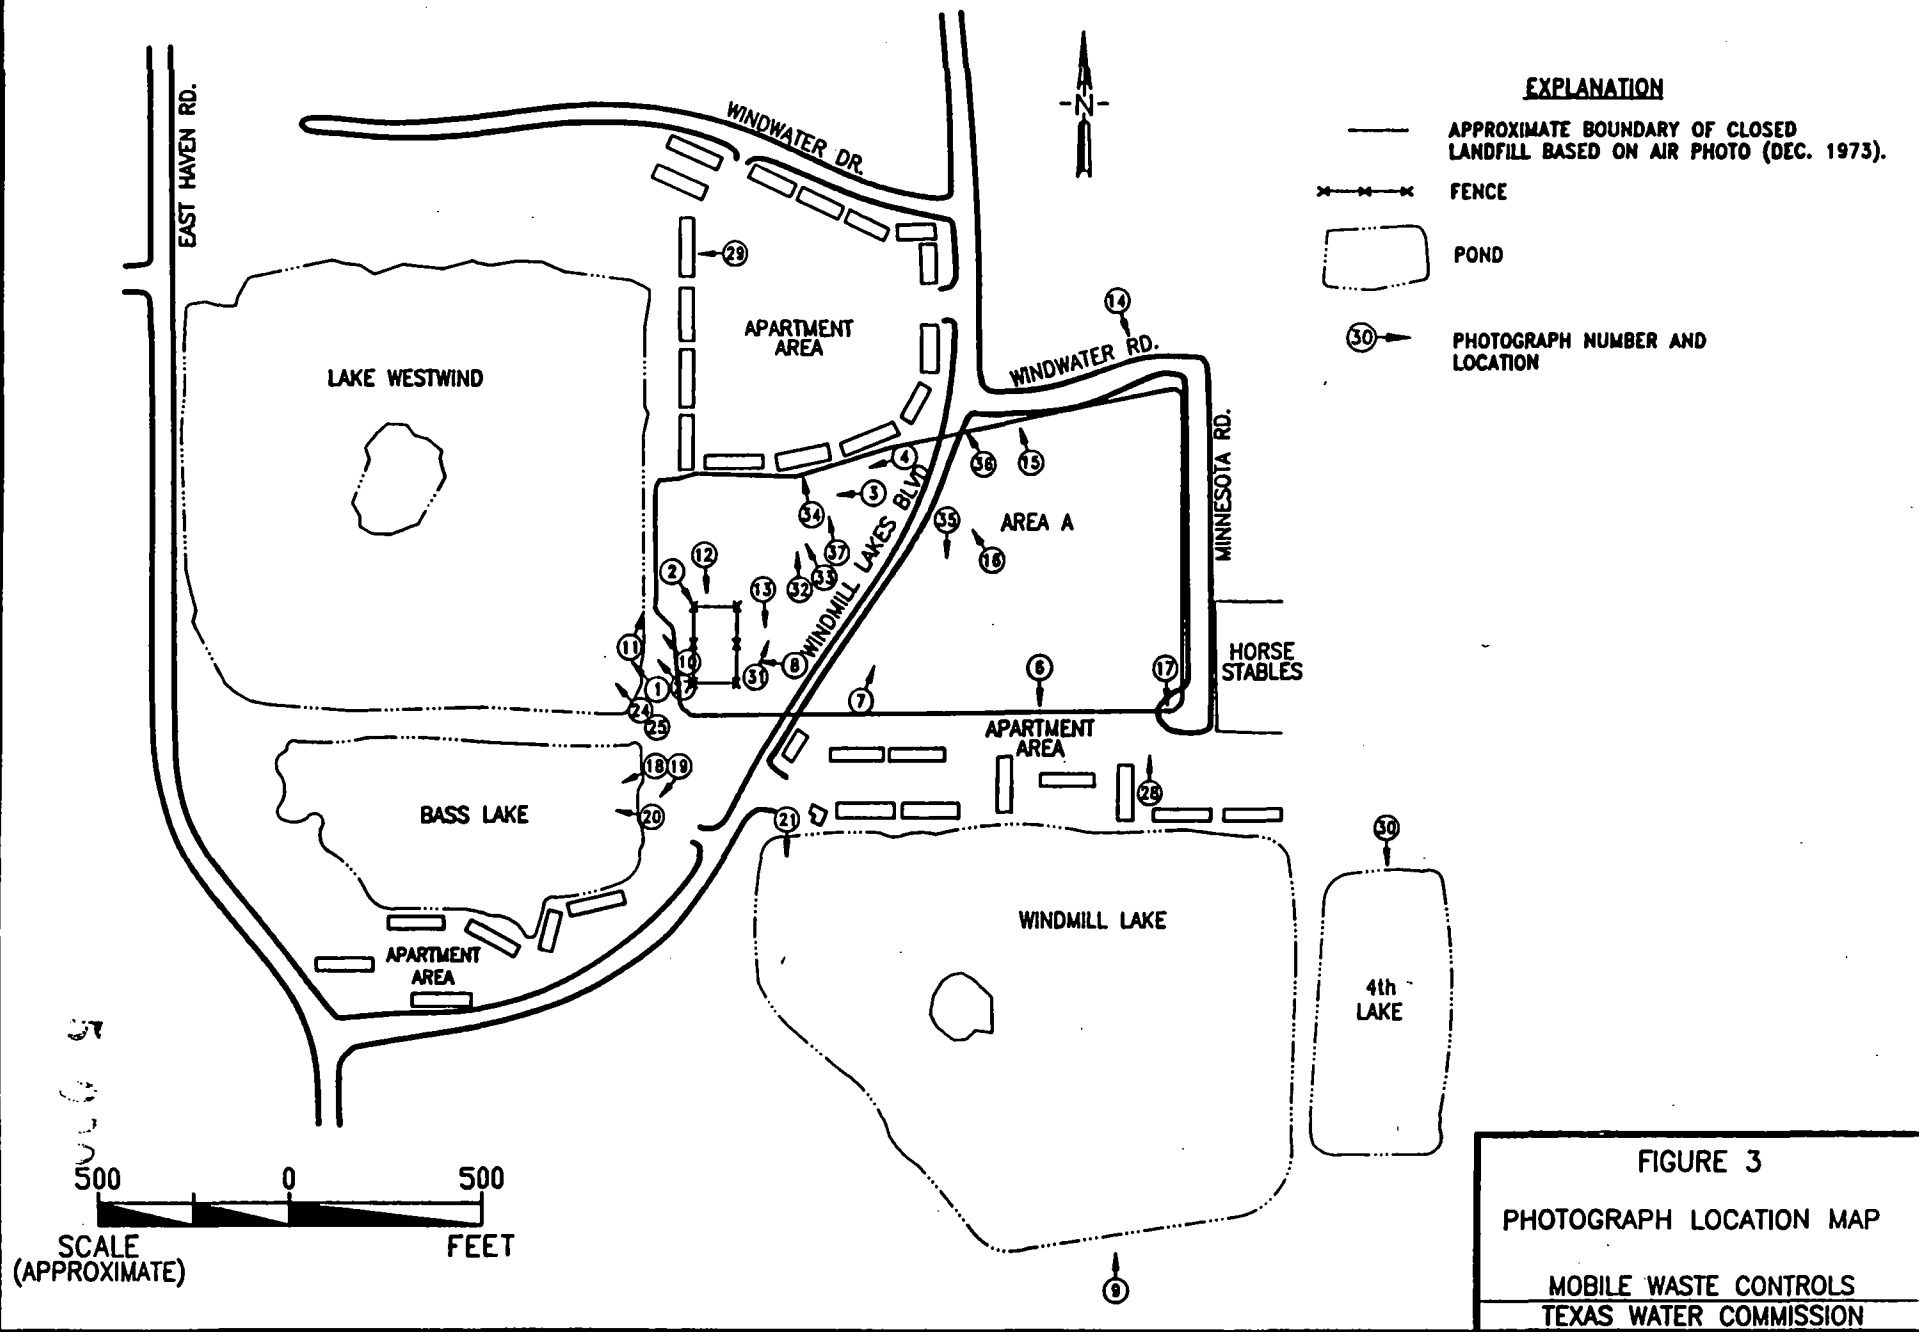 EXPLANATION
APPROXIMATE BOUNDARY OF CLOSED
LANDFILL BASED ON AIR PHOTO (DEC. 1973).
FENCE
POND
30
PHOTOGRAPH NUMBER AND
LOCATION
N
EAST HAVEN RD.
WINDWATER DR.
29
14
APARTMENT
AREA
WINDWATER RD.
LAKE WESTWIND
MINNESOTA RD.
4
36
15
3
34
35
AREA A
WINDMILL LAKES BLVD
37
16
12
2
33
32
13
11
10
8
31
HORSE
STABLES
6
17
1
27
7
24
25
APARTMENT
AREA
18
19
28
BASS LAKE
20
21
30
WINDMILL LAKE
APARTMENT
AREA
4th
LAKE
500
0
500
SCALE
FEET
(APPROXIMATE)
9
FIGURE 3
PHOTOGRAPH LOCATION MAP
MOBILE WASTE CONTROLS
TEXAS WATER COMMISSION